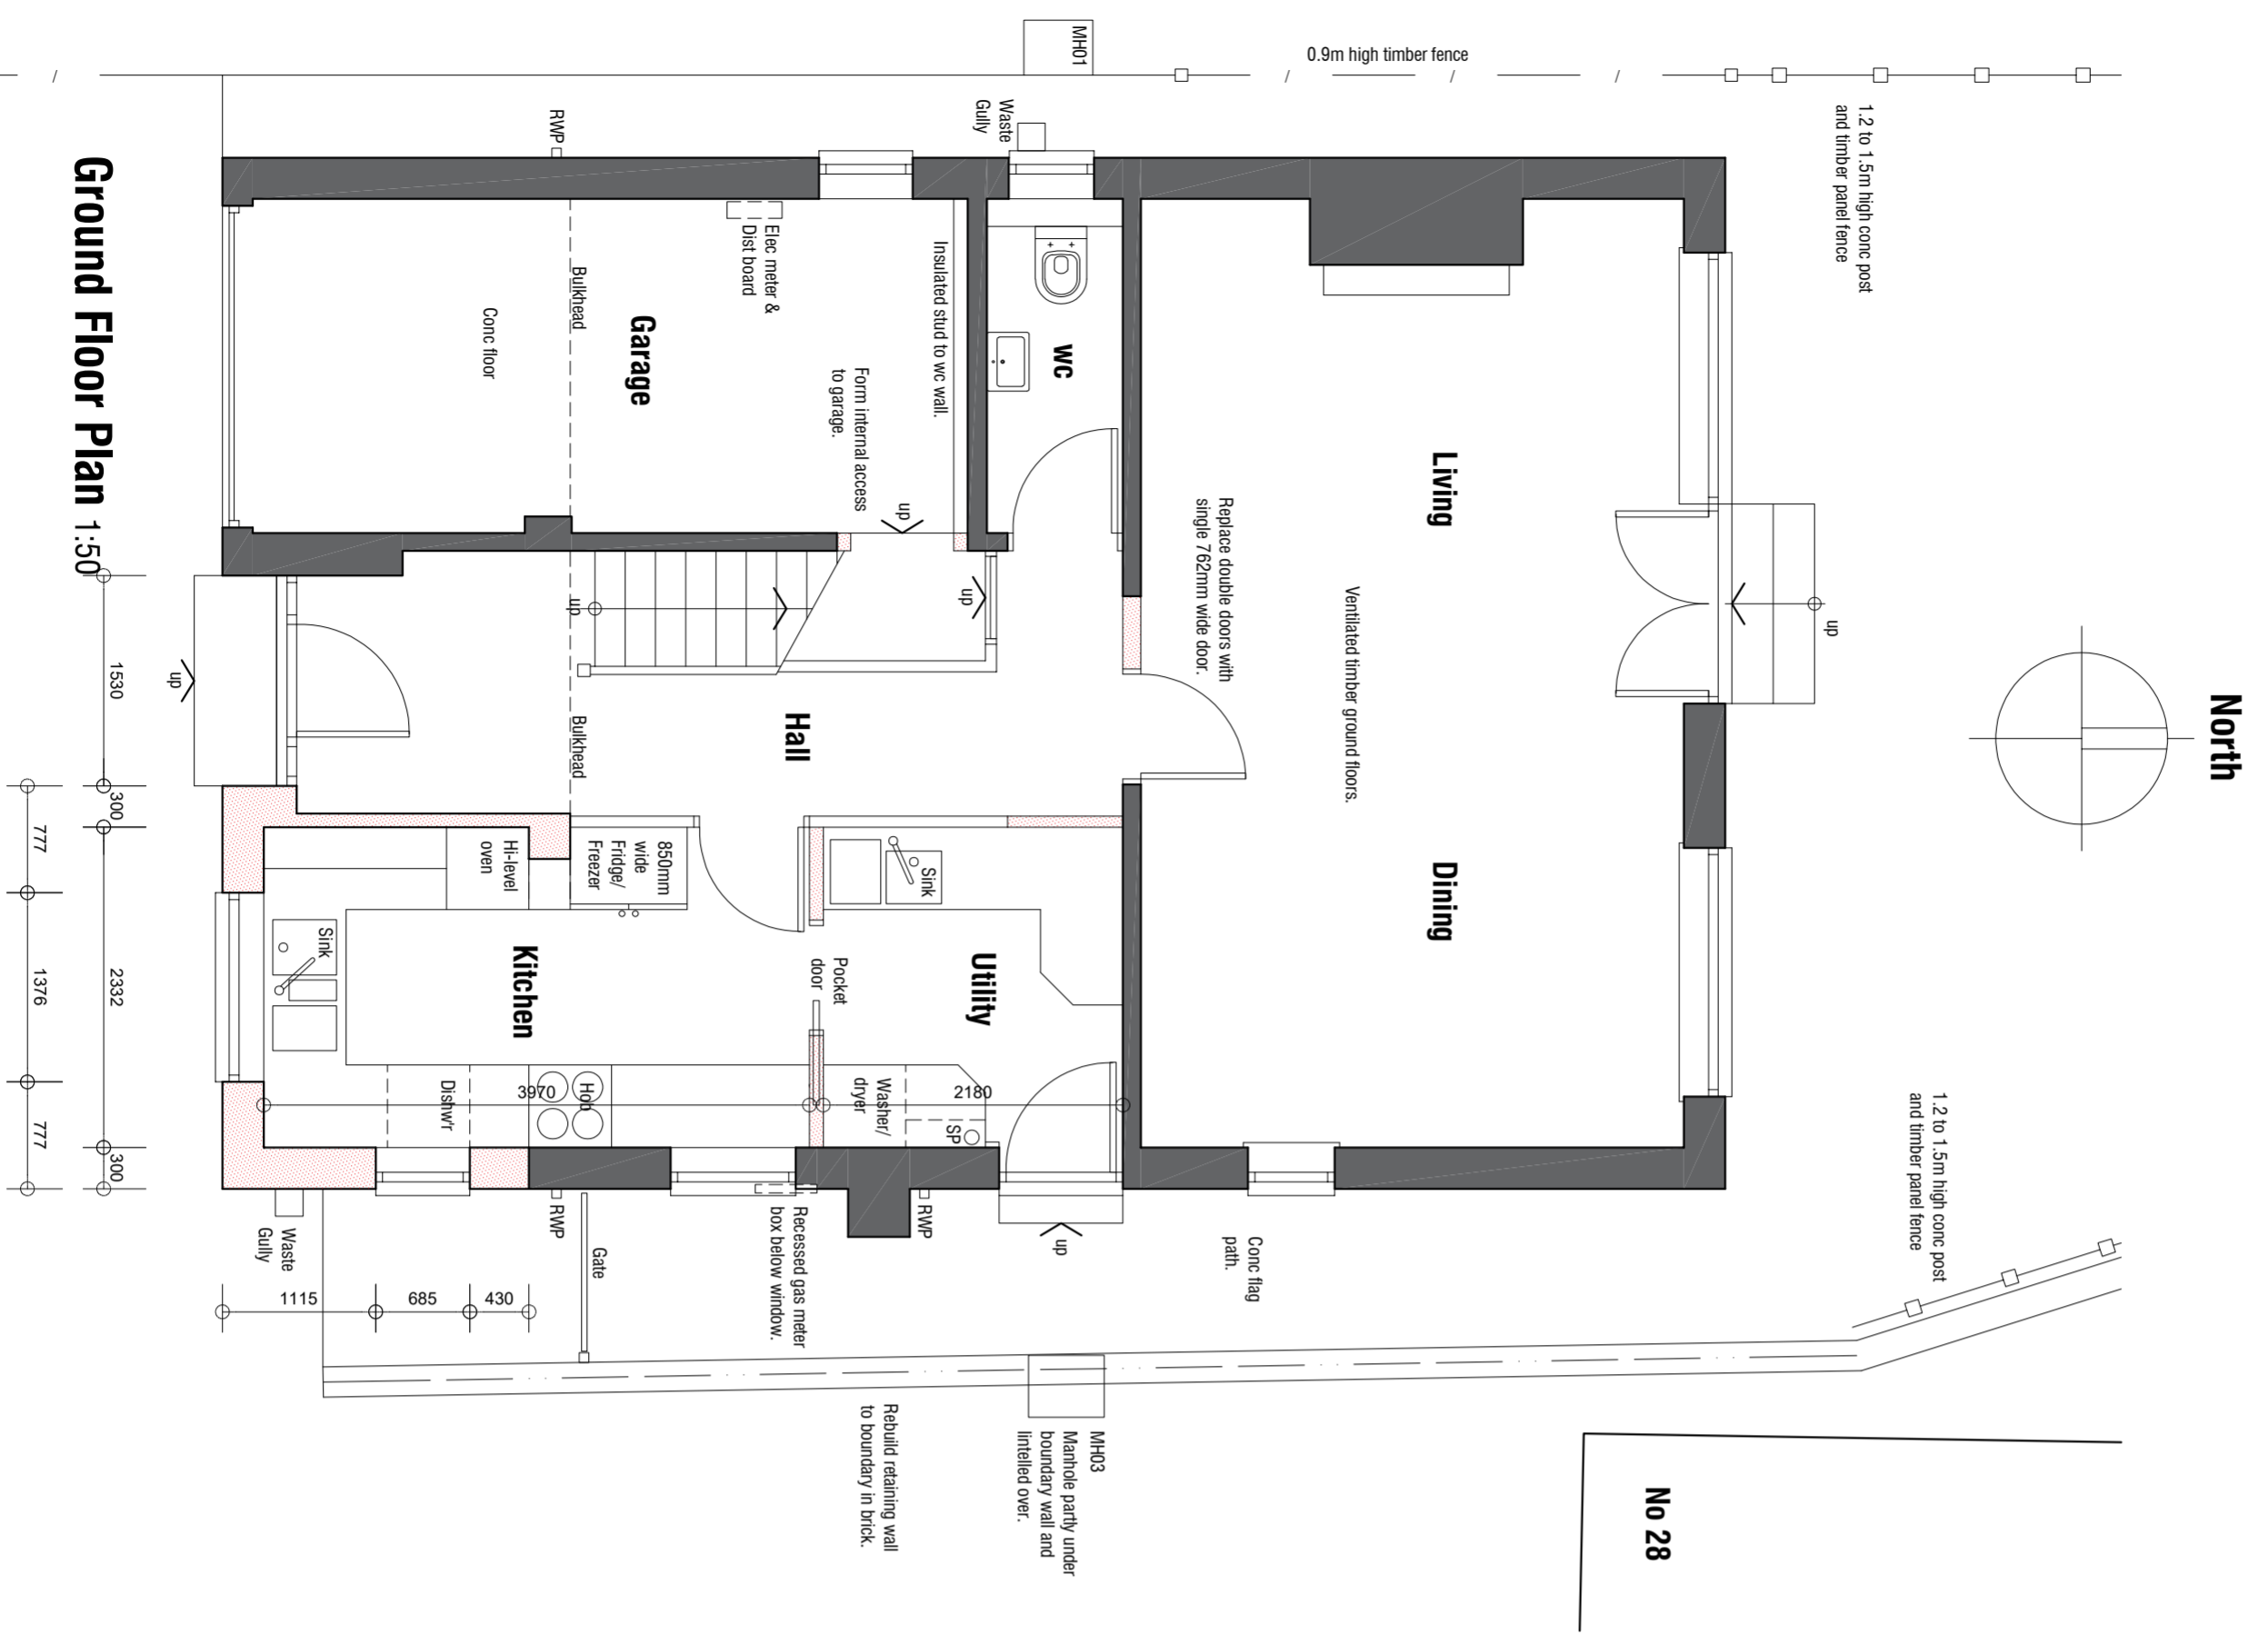 North
1.2 to 1.5m high conc post
and timber panel fence
0.9m high timber fence
MH01
Waste
Gully
RWP
up
Living
Dining
Ventilated timber ground floors.
Replace double doors with
single 762mm wide door.
wc
Insulated stud to wc wall.
Form internal access
to garage.
up
up
Elec meter &
Dist board
Garage
Bulkhead
Conc floor
up
Hall
Bulkhead
up
850mm
wide
Fridge/
Freezer
Hi-level
oven
Sink
Sink
Kitchen
Pocket
door
Utility
Dishw'r
Hob
3970
Washer/
dryer
2180
SP
up
RWP
RWP
Waste
Gully
Gate
Recessed gas meter
box below window.
Conc flag
path.
1.2 to 1.5m high conc post
and timber panel fence
Rebuild retaining wall
to boundary in brick.
MH03
Manhole partly under
boundary wall and
lintelled over.
No 28
1115
685
430
1530
300
2332
300
777
1376
777
Ground Floor Plan 1:50